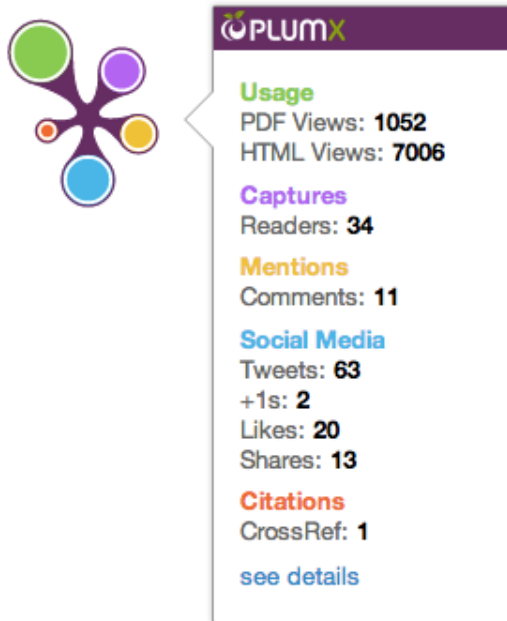 PLUMX
Usage
PDF Views: 1052
HTML Views: 7006
Captures
Readers: 34
Mentions
Comments: 11
Social Media
Tweets: 63
+1s: 2
Likes: 20
Shares: 13
Citations
CrossRef: 1
see details